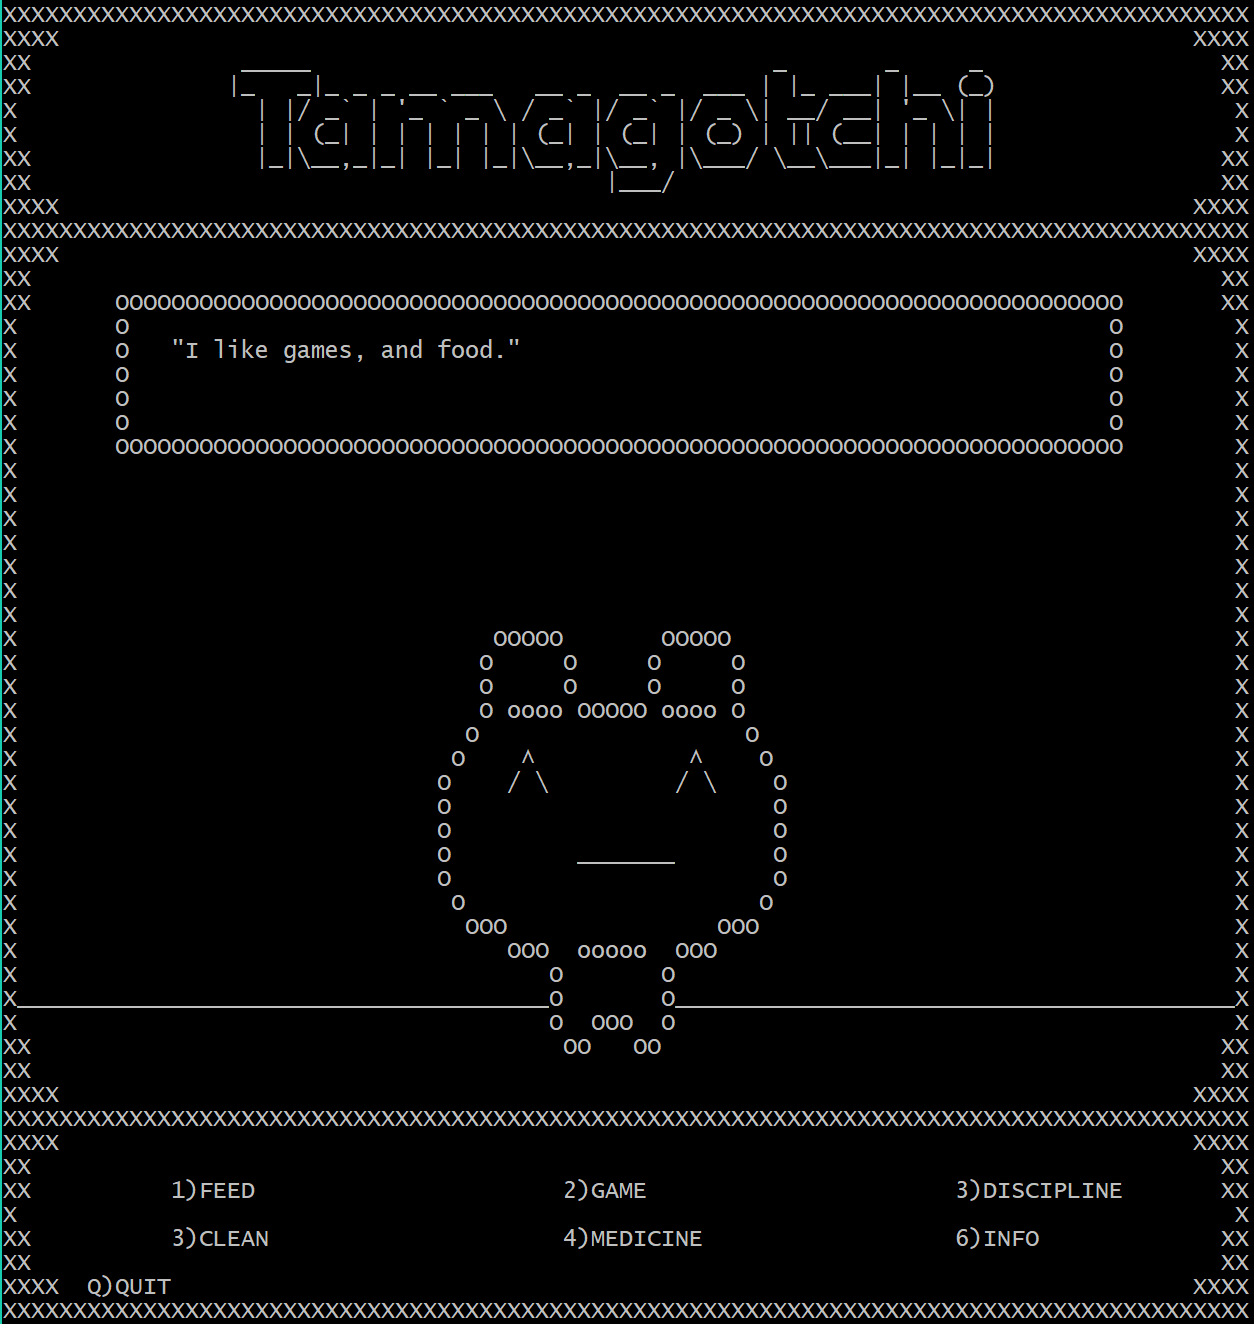 Tamagotchi
"I like games, and food."
1)FEED 2)GAME 3)DISCIPLINE
3)CLEAN 4)MEDICINE 6)INFO
Q)QUIT